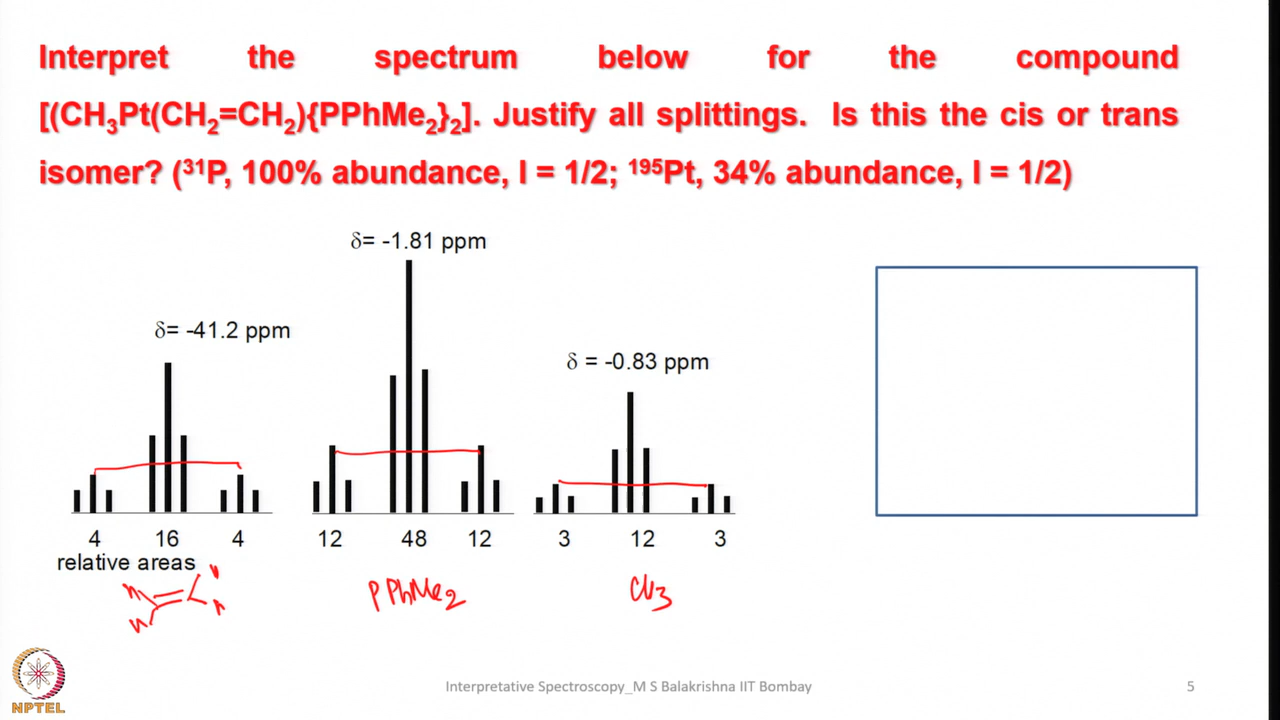 Interpret the spectrum below for the compound
[(CH₃Pt(CH₂=CH₂){PPhMe₂}₂]. Justify all splittings. Is this the cis or trans
isomer? (³¹P, 100% abundance, I = 1/2; ¹⁹⁵Pt, 34% abundance, I = 1/2)
δ= -1.81 ppm
δ= -41.2 ppm
δ = -0.83 ppm
4 16 4 12 48 12 3 12 3
relative areas
H H
H H
PPhMe₂
CH₃
Interpretative Spectroscopy_M S Balakrishna IIT Bombay
5
NPTEL